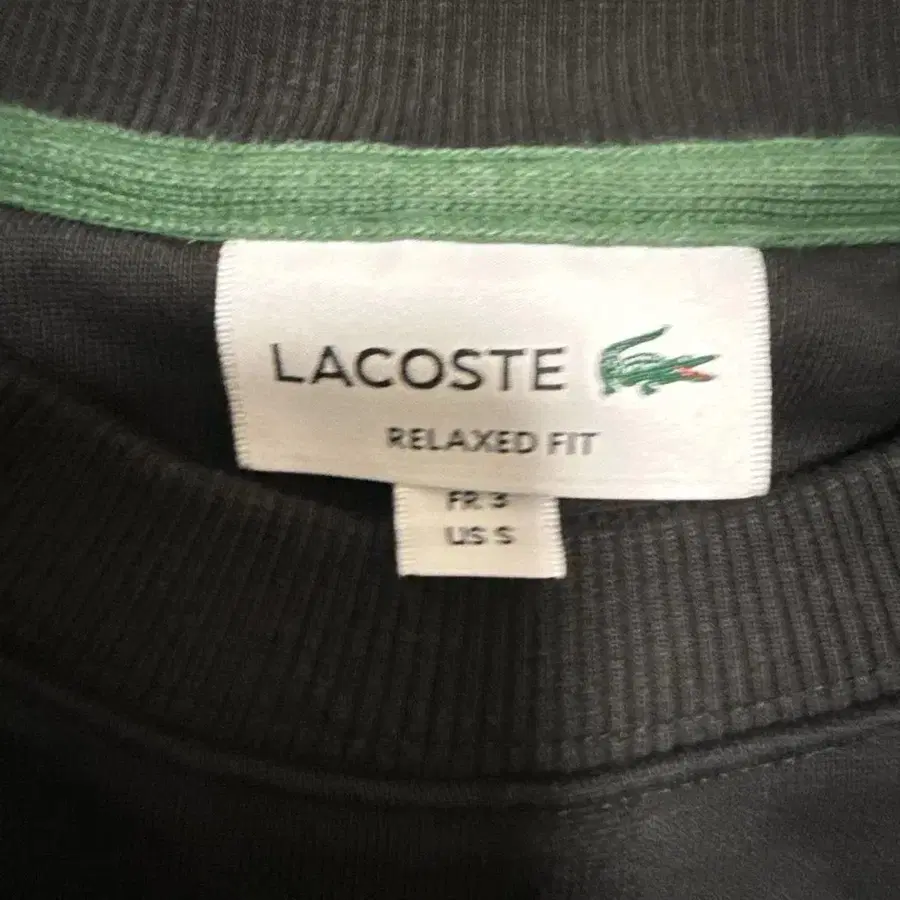 LACOSTE
RELAXED FIT
FR 3
US S